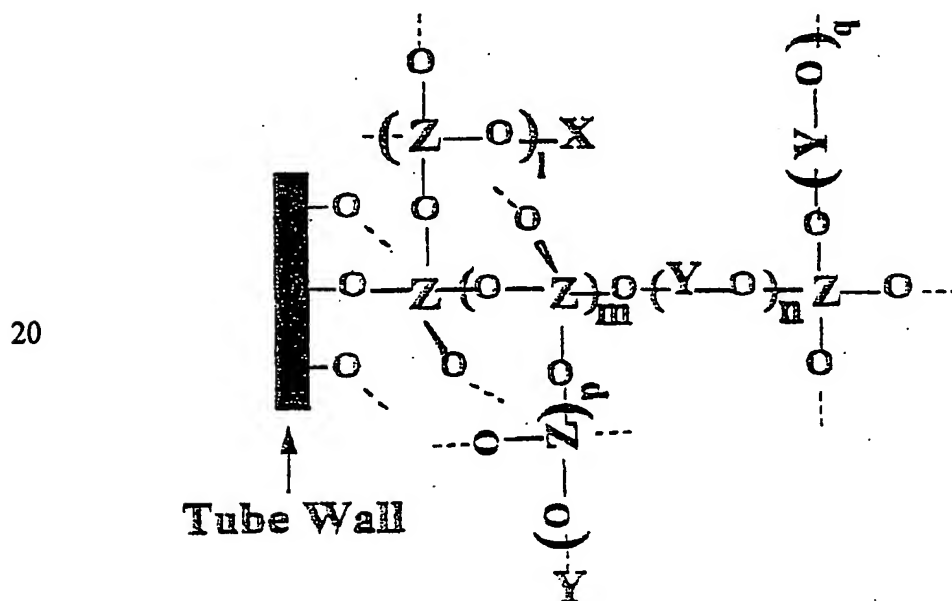 O
(Z—O)l X
(Y—O)
O O O O
20
O—Z(O—Z)m O(Y—O)n Z—O
O O O O
O—Z)
(O
Y
Tube Wall